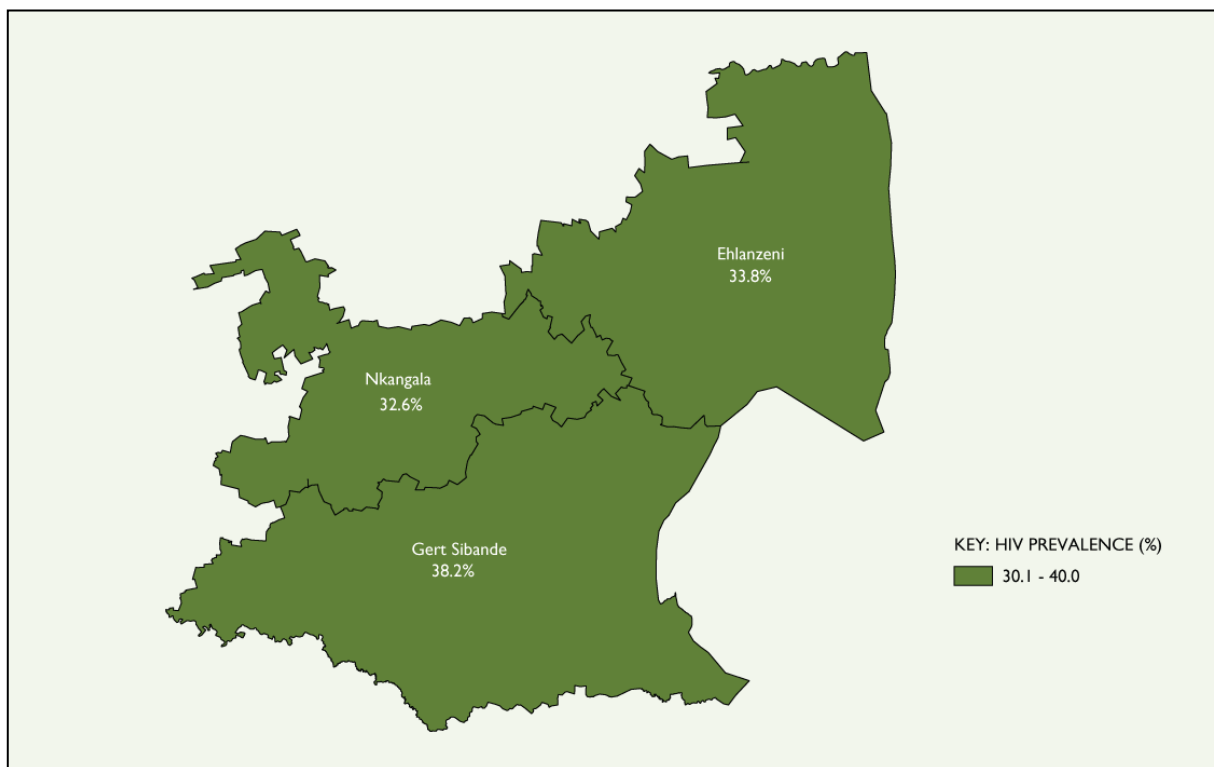 Ehlanzeni
33.8%
Nkangala
32.6%
Gert Sibande
38.2%
KEY: HIV PREVALENCE (%)
30.1 - 40.0